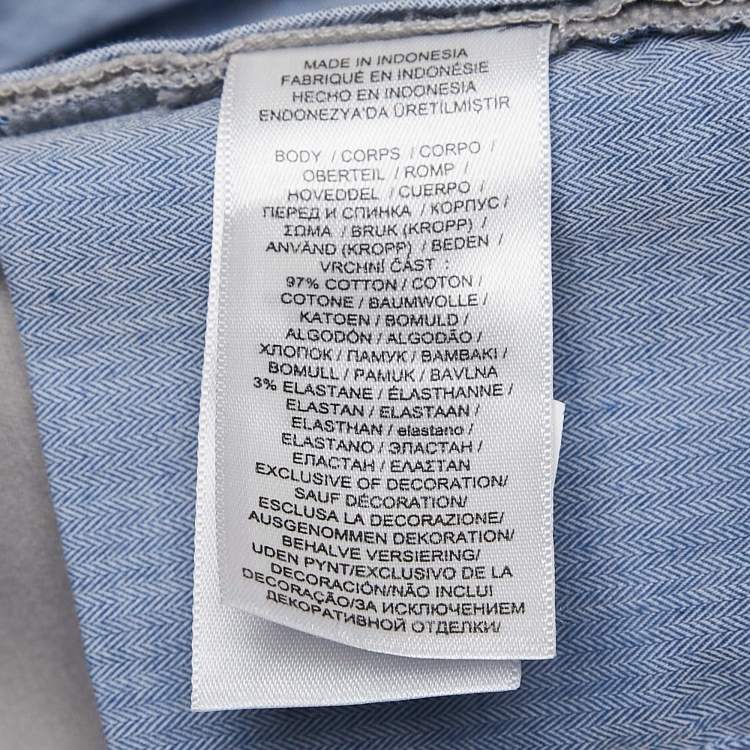 MADE IN INDONESIA
FABRIQUÉ EN INDONÉSIE
HECHO EN INDONESIA
ENDONEZYA'DA ÜRETİLMİŞTİR
BODY / CORPS / CORPO /
OBERTEIL / ROMP /
HOVEDDEL / CUERPO /
ПЕРЕД И СПИНКА / КОРПУС /
ΣΩΜΑ / BRUK (KROPP) /
ANVÄND (KROPP) / BEDEN /
VRCHNÍ ČÁST :
97% COTTON / COTON /
COTONE / BAUMWOLLE /
KATOEN / BOMULD /
ALGODÓN / ALGODÃO /
ХЛОПОК / ПАМУК / ΒΑΜΒΑΚΙ /
BOMULL / PAMUK / BAVLNA
3% ELASTANE / ÉLASTHANNE /
ELASTAN / ELASTAAN /
ELASTHAN / elastano /
ELASTANO / ЭЛАСТАН /
ЕЛАСТАН / ΕΛΑΣΤΑΝ
EXCLUSIVE OF DECORATION/
SAUF DÉCORATION/
ESCLUSA LA DECORAZIONE/
AUSGENOMMEN DEKORATION/
BEHALVE VERSIERING/
UDEN PYNT/EXCLUSIVO DE LA
DECORACIÓN/NÃO INCLUI
DECORAÇÃO/ЗА ИСКЛЮЧЕНИЕМ
ДЕКОРАТИВНОЙ ОТДЕЛКИ/